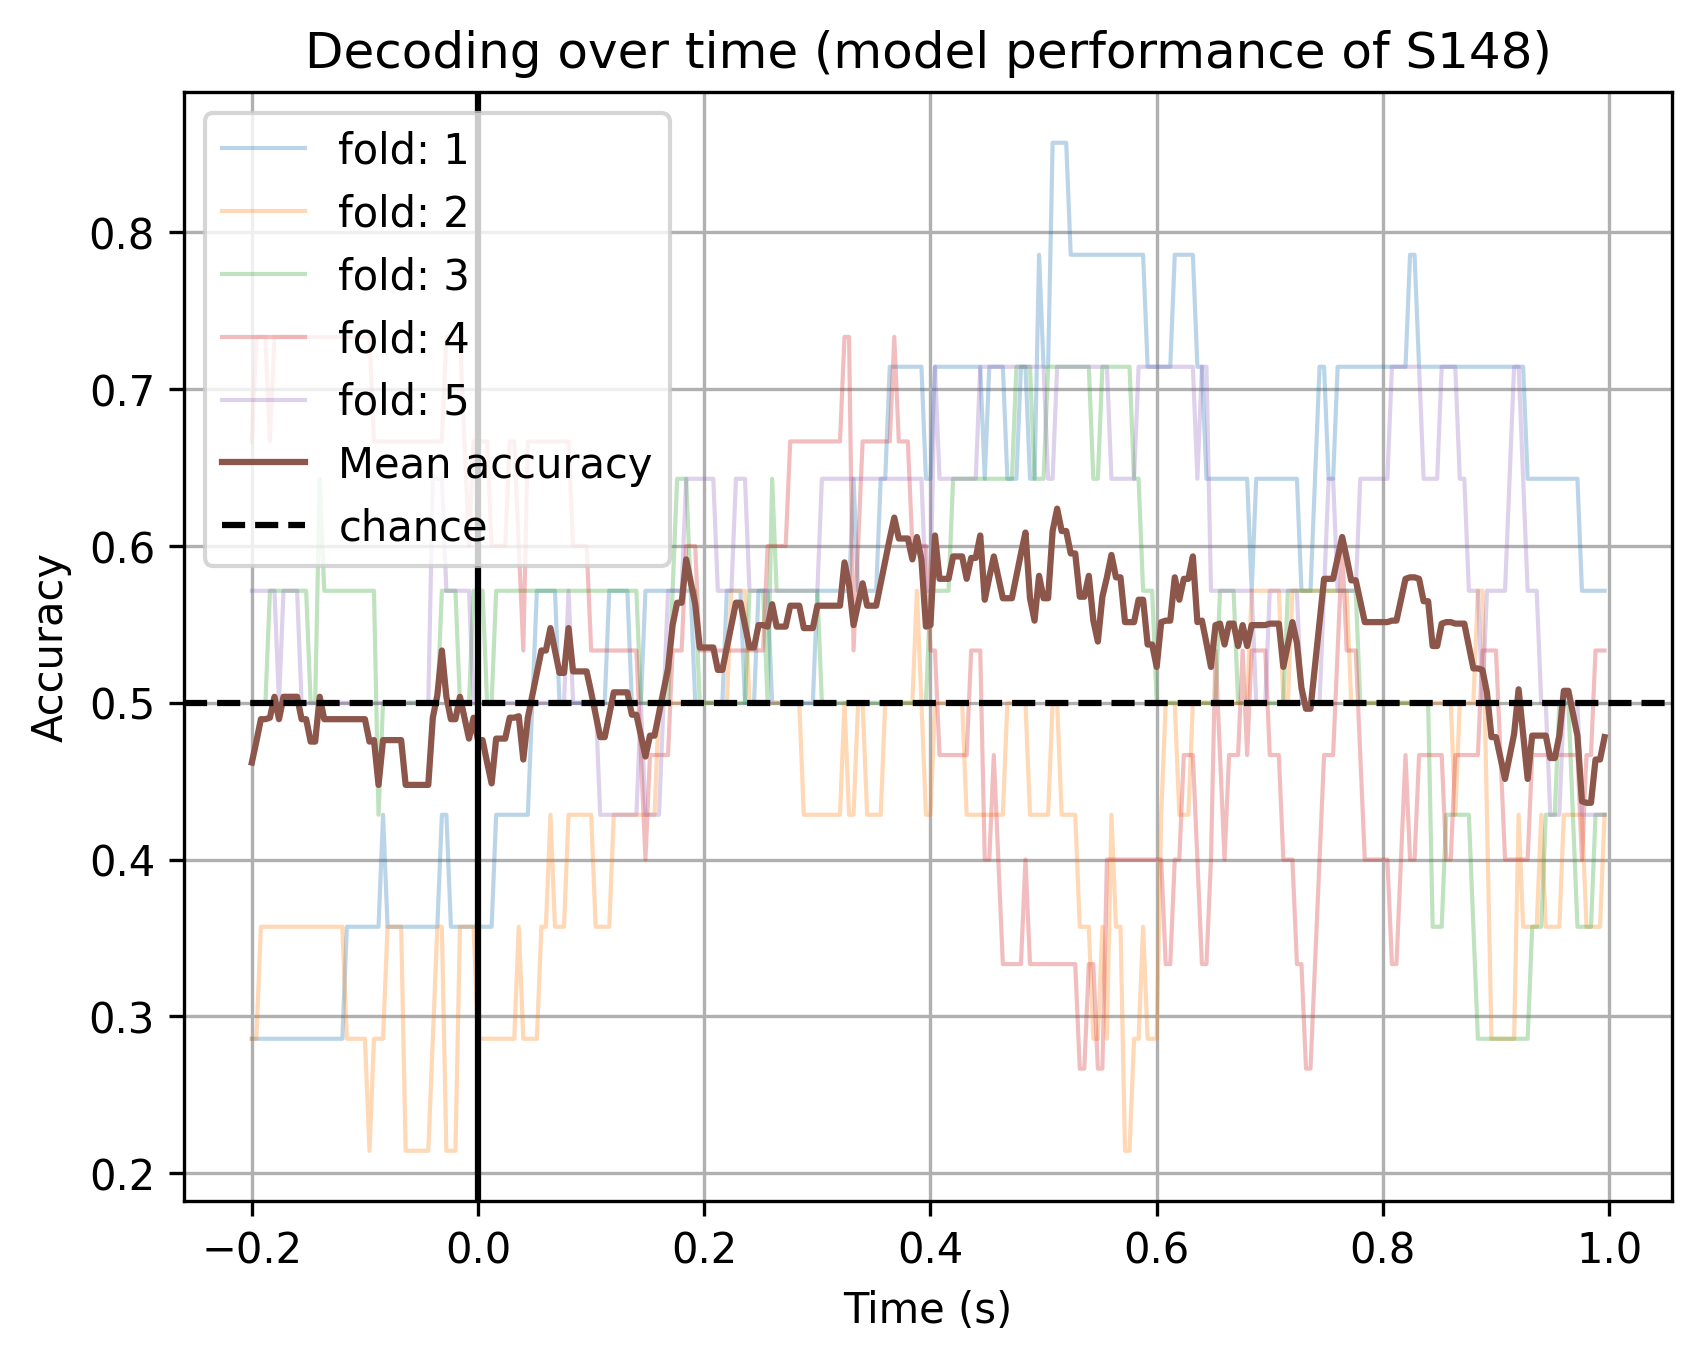 Decoding over time (model performance of S148)
fold: 1
fold: 2
fold: 3
fold: 4
fold: 5
Mean accuracy
chance
Accuracy
0.8
0.7
0.6
0.5
0.4
0.3
0.2
−0.2 0.0 0.2 0.4 0.6 0.8 1.0
Time (s)